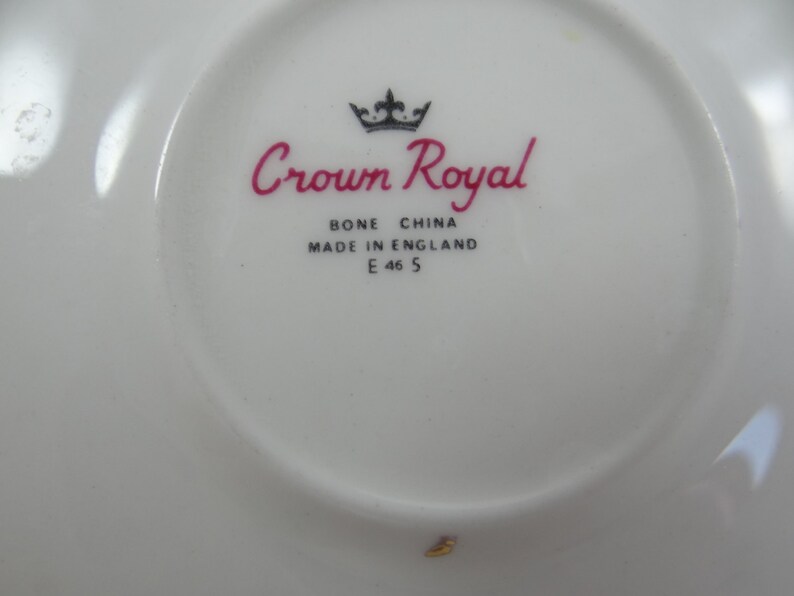 Crown Royal
BONE CHINA
MADE IN ENGLAND
E 46 S